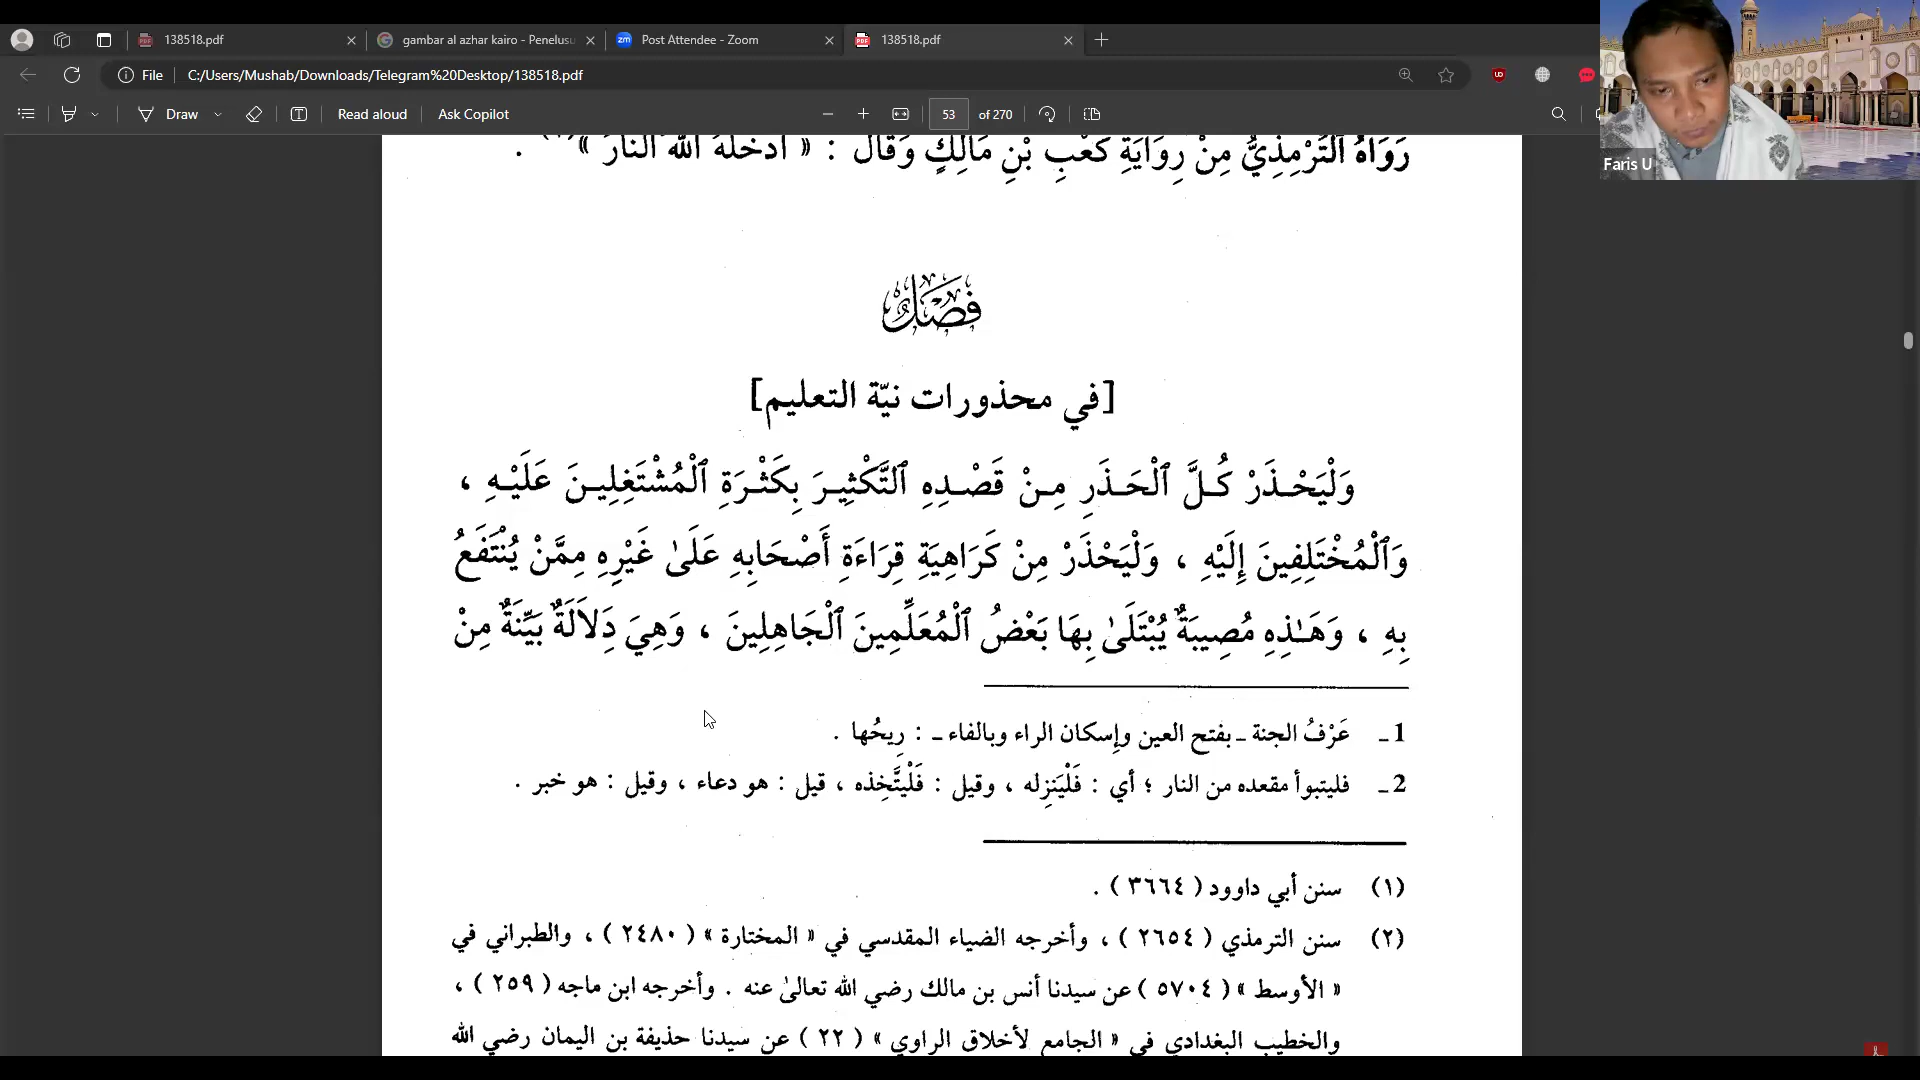 138518.pdf
gambar al azhar kairo - Penelusu
Post Attendee - Zoom
138518.pdf
File C:/Users/Mushab/Downloads/Telegram%20Desktop/138518.pdf
Draw Read aloud Ask Copilot 53 of 270
Faris U
رَوَاهُ ٱلتِّرْمِذِيُّ مِنْ رِوَايَةِ كَعْبِ بْنِ مَالِكٍ وَقَالَ : « أَدْخَلَهُ ٱللهُ ٱلنَّارَ » .
فَصْلٌ
[في محذورات نيّة التعليم]
وَلْيَحْذَرْ كُلَّ ٱلْحَذَرِ مِنْ قَصْدِهِ ٱلتَّكْثِيرَ بِكَثْرَةِ ٱلْمُشْتَغِلِينَ عَلَيْهِ ،
وَٱلْمُخْتَلِفِينَ إِلَيْهِ ، وَلْيَحْذَرْ مِنْ كَرَاهِيَةِ قِرَاءَةِ أَصْحَابِهِ عَلَىٰ غَيْرِهِ مِمَّنْ يُنْتَفَعُ
بِهِ ، وَهَـٰذِهِ مُصِيبَةٌ يُبْتَلَىٰ بِهَا بَعْضُ ٱلْمُعَلِّمِينَ ٱلْجَاهِلِينَ ، وَهِيَ دِلاَلَةٌ بَيِّنَةٌ مِنْ
1 ـ عَرْفُ الجنة ـ بفتح العين وإسكان الراء وبالفاء ـ : رِيحُها .
2 ـ فليتبوأ مقعده من النار ؛ أي : فَلْيَنزِله ، وقيل : فَلْيتَّخِذه ، قيل : هو دعاء ، وقيل : هو خبر .
(١) سنن أبي داوود ( ٣٦٦٤ ) .
(٢) سنن الترمذي ( ٢٦٥٤ ) ، وأخرجه الضياء المقدسي في « المختارة » ( ٢٤٨٠ ) ، والطبراني في
« الأوسط » ( ٥٧٠٤ ) عن سيدنا أنس بن مالك رضي الله تعالىٰ عنه . وأخرجه ابن ماجه ( ٢٥٩ ) ،
والخطيب البغدادي في « الجامع لأخلاق الراوي » ( ٢٢ ) عن سيدنا حذيفة بن اليمان رضي الله